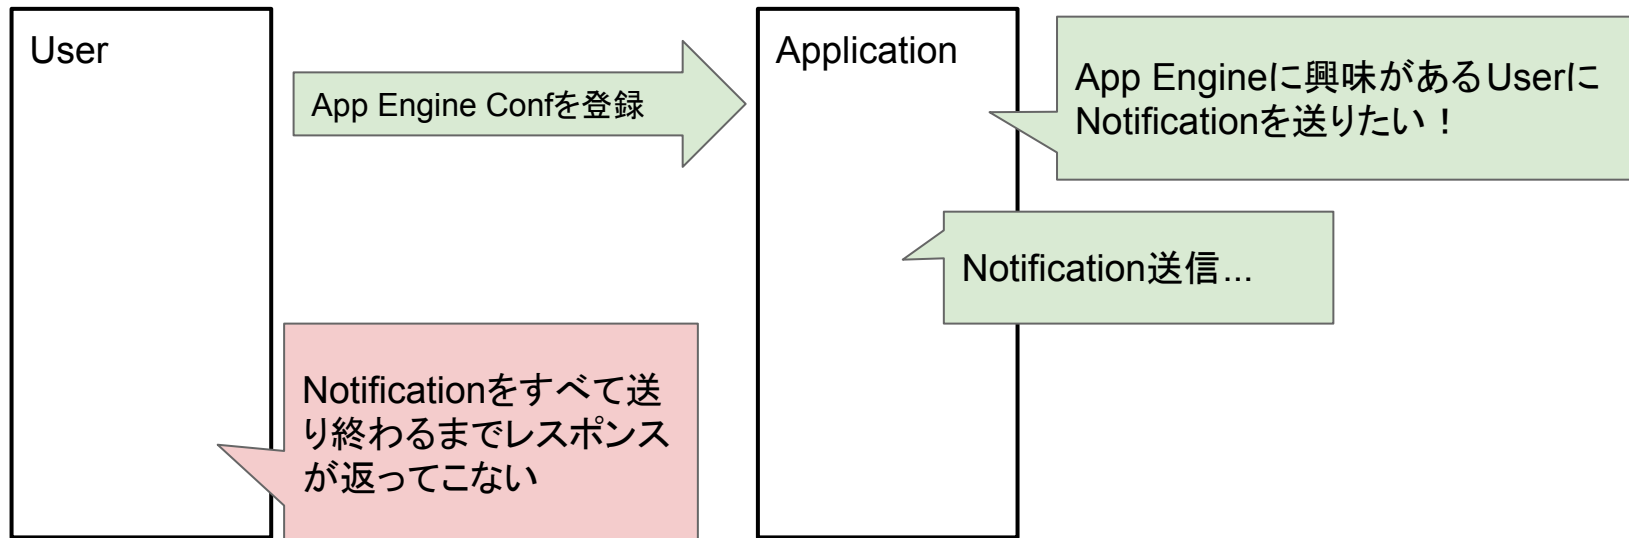 User
App Engine Confを登録
Application
App Engineに興味があるUserに
Notificationを送りたい！
Notification送信...
Notificationをすべて送
り終わるまでレスポンス
が返ってこない